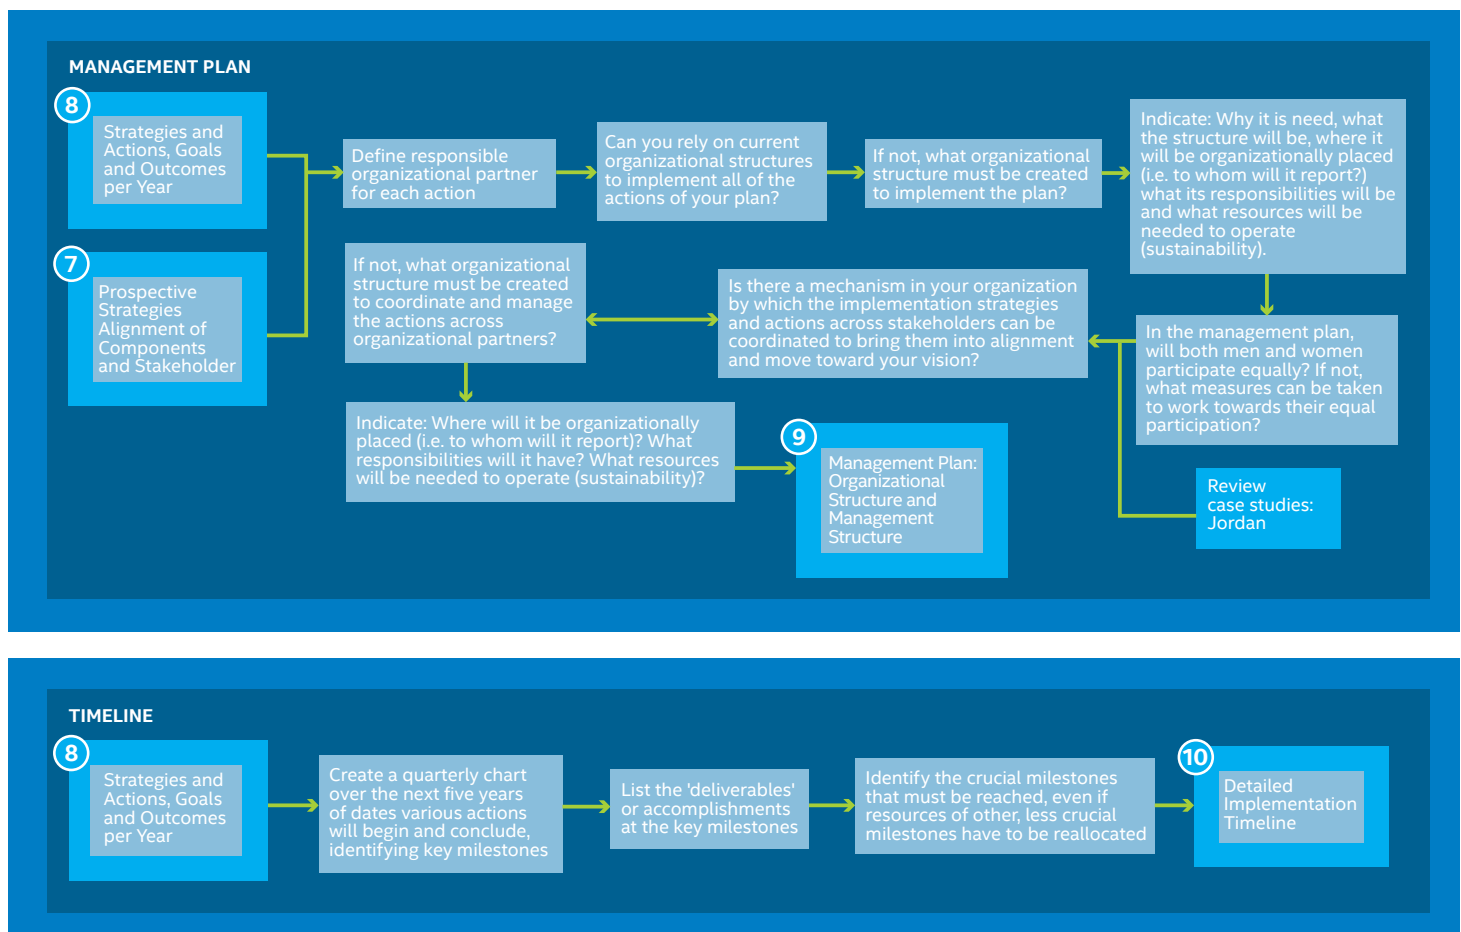 MANAGEMENT PLAN
8
Strategies and
Actions, Goals
and Outcomes
per Year
7
Prospective
Strategies
Alignment of
Components
and Stakeholder
Define responsible
organizational partner
for each action
Can you rely on current
organizational structures
to implement all of the
actions of your plan?
If not, what organizational
structure must be created
to implement the plan?
Indicate: Why it is need, what
the structure will be, where it
will be organizationally placed
(i.e. to whom will it report?)
what its responsibilities will be
and what resources will be
needed to operate
(sustainability).
In the management plan,
will both men and women
participate equally? If not,
what measures can be taken
to work towards their equal
participation?
Review
case studies:
Jordan
Is there a mechanism in your organization
by which the implementation strategies
and actions across stakeholders can be
coordinated to bring them into alignment
and move toward your vision?
If not, what organizational
structure must be created
to coordinate and manage
the actions across
organizational partners?
Indicate: Where will it be organizationally
placed (i.e. to whom will it report)? What
responsibilities will it have? What resources
will be needed to operate (sustainability)?
9
Management Plan:
Organizational
Structure and
Management
Structure
TIMELINE
8
Strategies and
Actions, Goals
and Outcomes
per Year
Create a quarterly chart
over the next five years
of dates various actions
will begin and conclude,
identifying key milestones
List the 'deliverables'
or accomplishments
at the key milestones
Identify the crucial milestones
that must be reached, even if
resources of other, less crucial
milestones have to be reallocated
10
Detailed
Implementation
Timeline